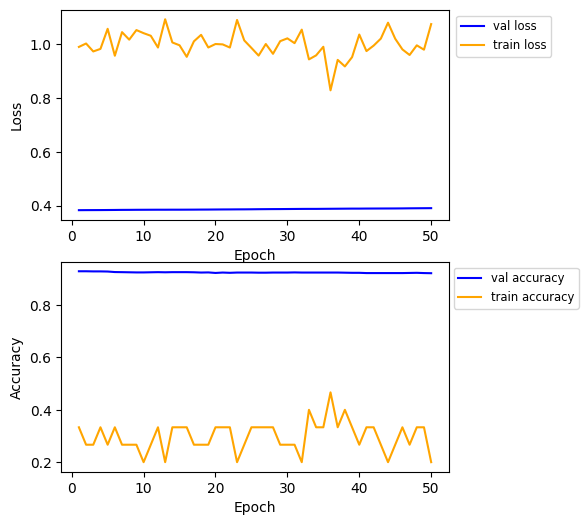 1.0
0.8
0.6
0.4
Loss
0 10 20 30 40 50
Epoch
val loss
train loss
0.8
0.6
0.4
0.2
Accuracy
0 10 20 30 40 50
Epoch
val accuracy
train accuracy